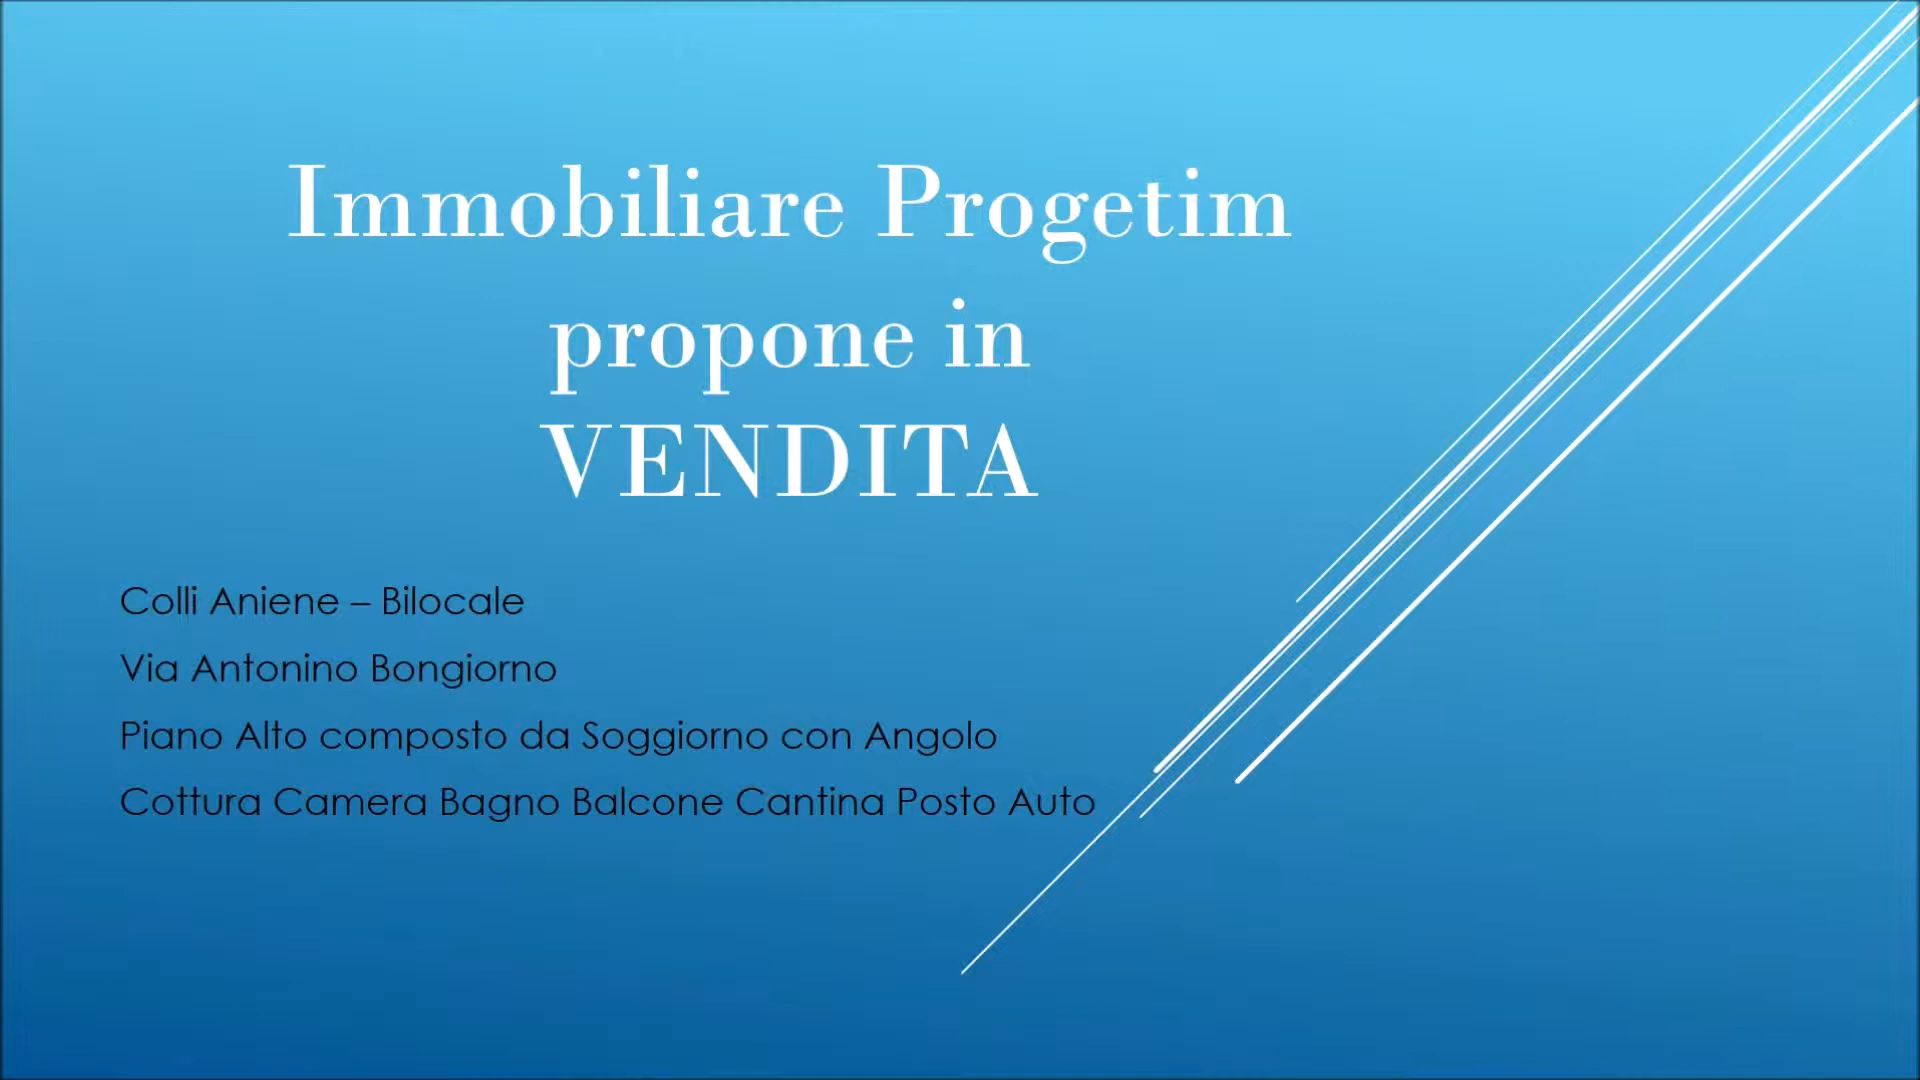 Immobiliare Progetim
propone in
VENDITA
Colli Aniene – Bilocale
Via Antonino Bongiorno
Piano Alto composto da Soggiorno con Angolo
Cottura Camera Bagno Balcone Cantina Posto Auto